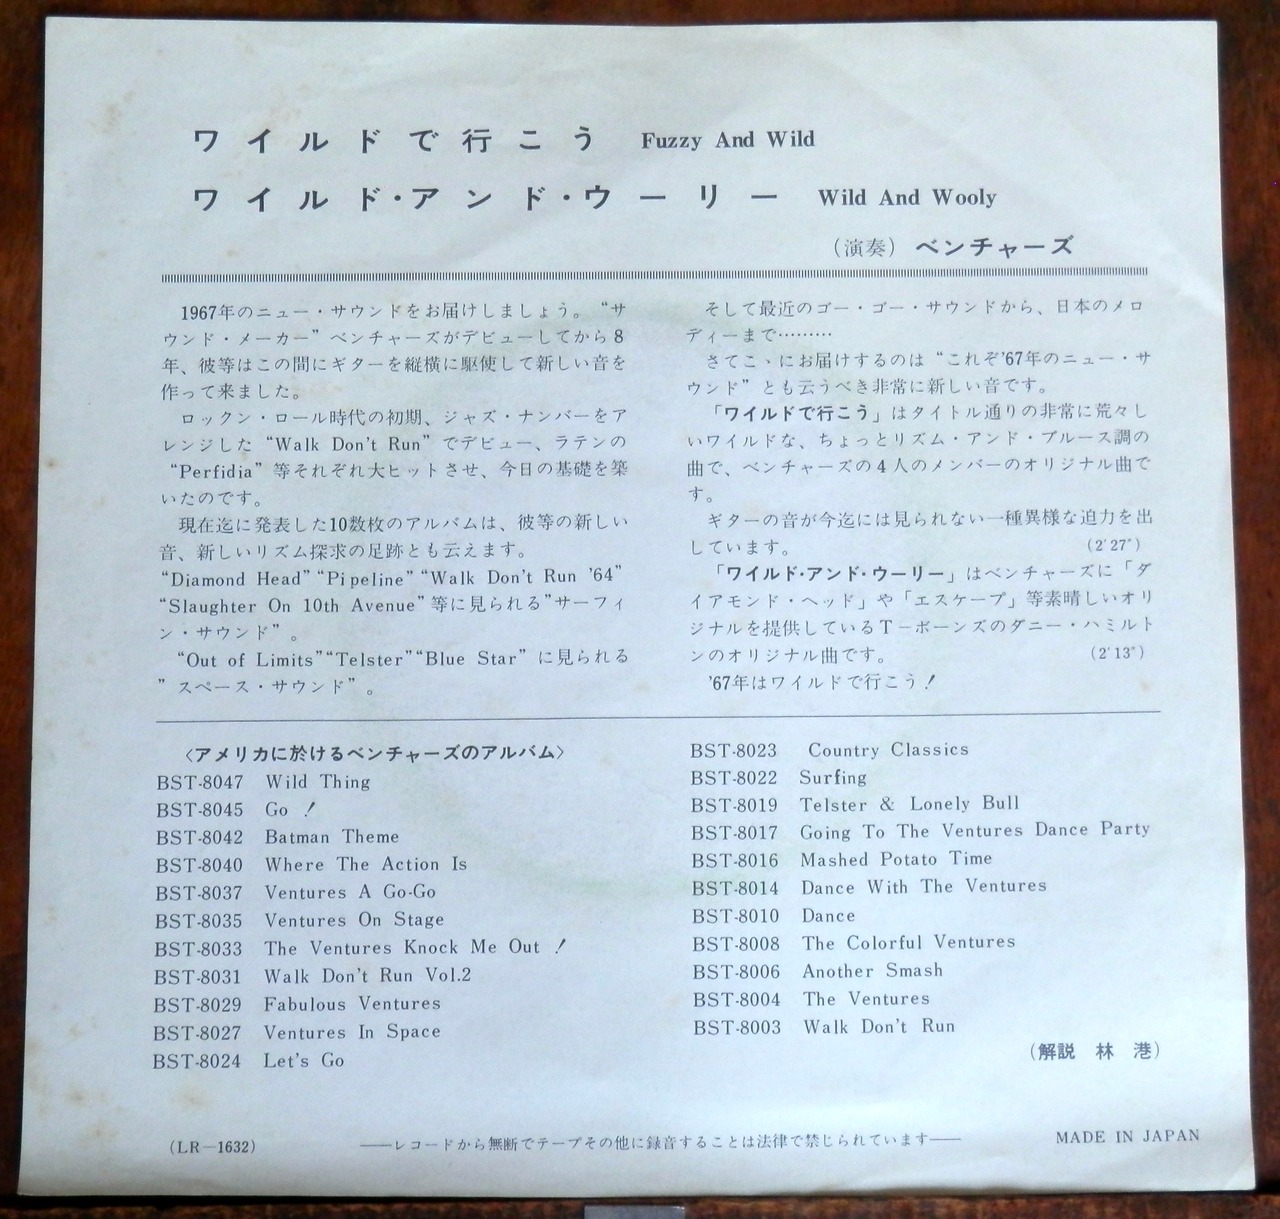 ワイルドで行こう Fuzzy And Wild
ワイルド・アンド・ウーリー Wild And Wooly
（演奏）ベンチャーズ
1967年のニュー・サウンドをお届けしましょう。“サ
ウンド・メーカー” ベンチャーズがデビューしてから8
年、彼等はこの間にギターを縦横に駆使して新しい音を
作って来ました。
ロックン・ロール時代の初期、ジャズ・ナンバーをア
レンジした “Walk Don't Run” でデビュー、ラテンの
“Perfidia” 等それぞれ大ヒットさせ、今日の基礎を築
いたのです。
現在迄に発表した10数枚のアルバムは、彼等の新しい
音、新しいリズム探求の足跡とも云えます。
“Diamond Head” “Pipeline” “Walk Don't Run '64”
“Slaughter On 10th Avenue” 等に見られる”サーフィ
ン・サウンド” 。
“Out of Limits” “Telster” “Blue Star” に見られる
” スペース・サウンド” 。
そして最近のゴー・ゴー・サウンドから、日本のメロ
ディーまで………
さてこゝにお届けするのは “これぞ'67年のニュー・サ
ウンド” とも云うべき非常に新しい音です。
「ワイルドで行こう」はタイトル通りの非常に荒々し
いワイルドな、ちょっとリズム・アンド・ブルース調の
曲で、ベンチャーズの4人のメンバーのオリジナル曲で
す。
ギターの音が今迄には見られない一種異様な迫力を出
しています。 （2′27″）
「ワイルド・アンド・ウーリー」はベンチャーズに「ダ
イアモンド・ヘッド」や「エスケープ」等素晴しいオリ
ジナルを提供しているT－ボーンズのダニー・ハミルト
ンのオリジナル曲です。 （2′13″）
'67年はワイルドで行こう！
〈アメリカに於けるベンチャーズのアルバム〉
BST-8047 Wild Thing
BST-8045 Go！
BST-8042 Batman Theme
BST-8040 Where The Action Is
BST-8037 Ventures A Go-Go
BST-8035 Ventures On Stage
BST-8033 The Ventures Knock Me Out！
BST-8031 Walk Don't Run Vol.2
BST-8029 Fabulous Ventures
BST-8027 Ventures In Space
BST-8024 Let's Go
BST-8023 Country Classics
BST-8022 Surfing
BST-8019 Telster & Lonely Bull
BST-8017 Going To The Ventures Dance Party
BST-8016 Mashed Potato Time
BST-8014 Dance With The Ventures
BST-8010 Dance
BST-8008 The Colorful Ventures
BST-8006 Another Smash
BST-8004 The Ventures
BST-8003 Walk Don't Run
（解説 林 港）
（LR－1632） ――レコードから無断でテープその他に録音することは法律で禁じられています―― MADE IN JAPAN